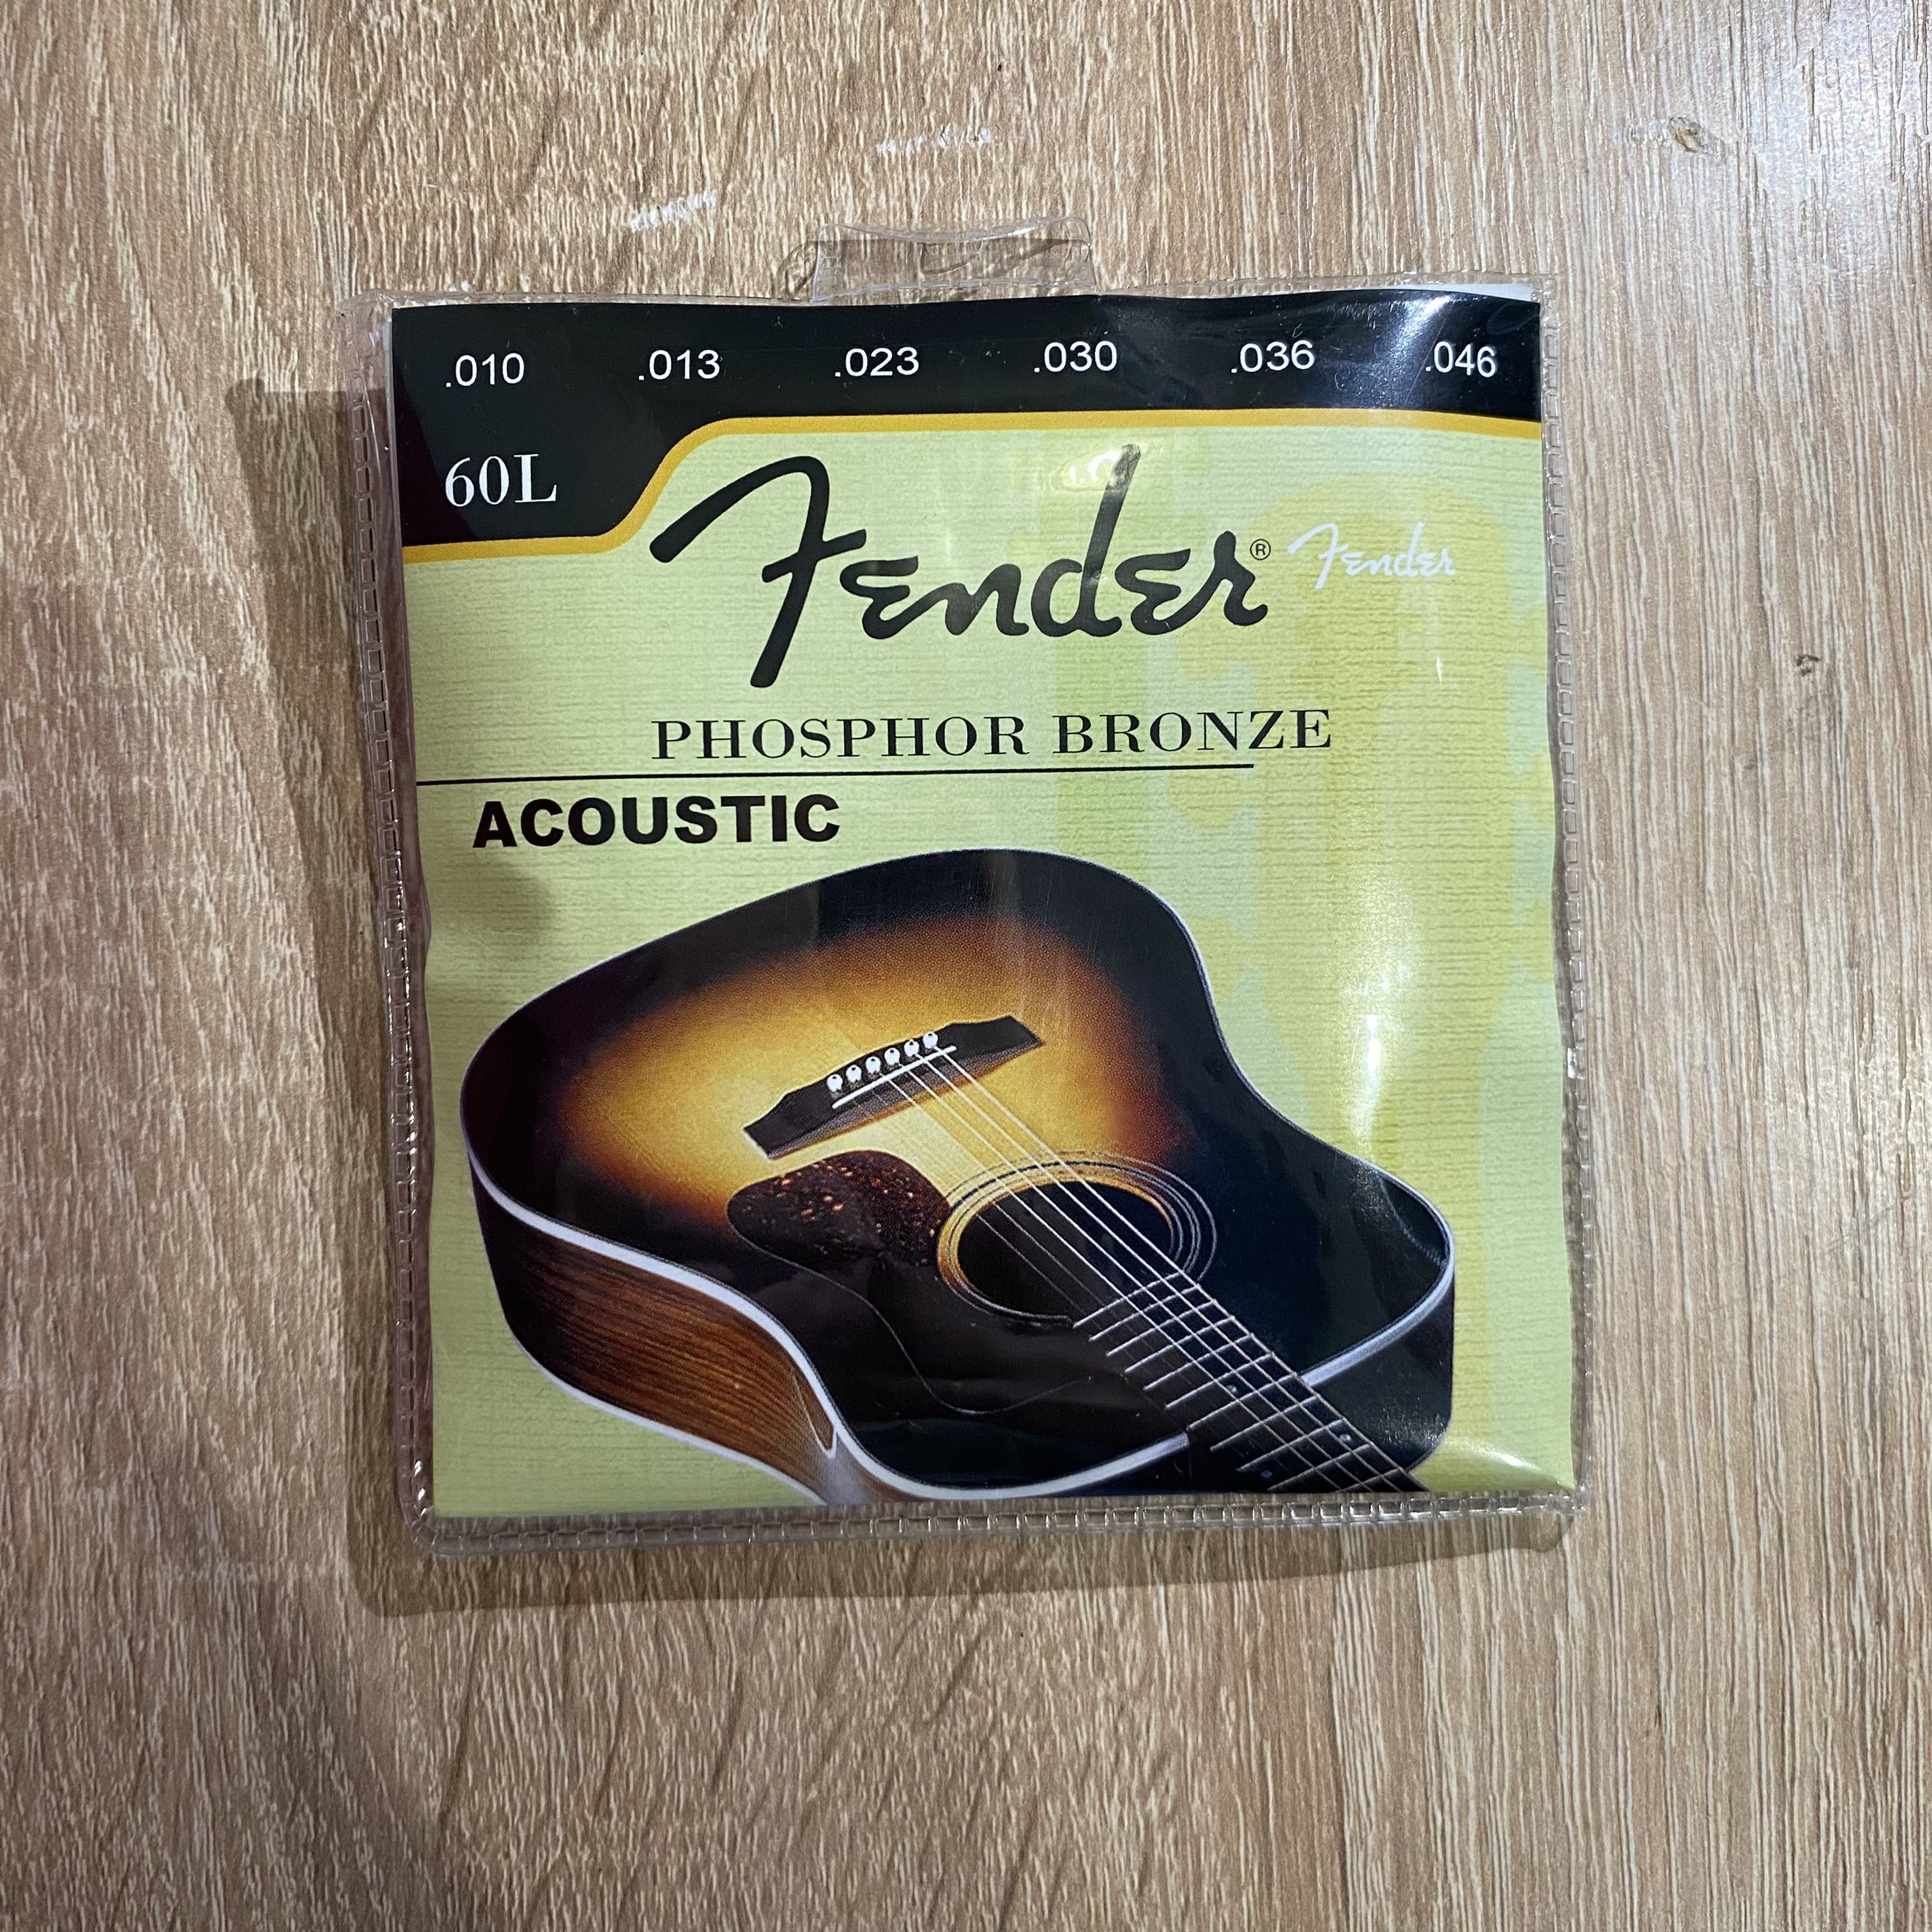 .010 .013 .023 .030 .036 .046
60L
Fender® Fender
PHOSPHOR BRONZE
ACOUSTIC